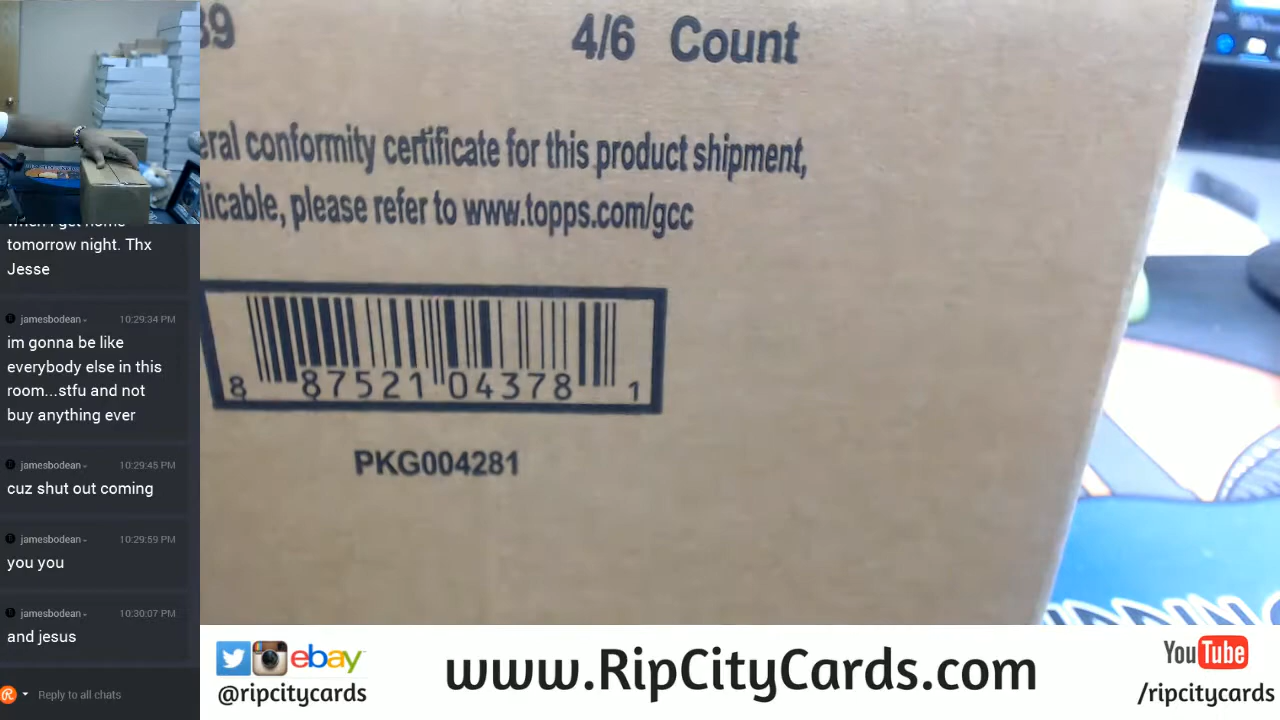 when I get home
tomorrow night. Thx
Jesse
jamesbodean
10:29:34 PM
im gonna be like
everybody else in this
room...stfu and not
buy anything ever
jamesbodean
10:29:45 PM
cuz shut out coming
jamesbodean
10:29:59 PM
you you
jamesbodean
10:30:07 PM
and jesus
Reply to all chats
39
4/6 Count
eral conformity certificate for this product shipment,
licable, please refer to www.topps.com/gcc
8 87521 04378 1
PKG004281
ebay
@ripcitycards
www.RipCityCards.com
YouTube
/ripcitycards